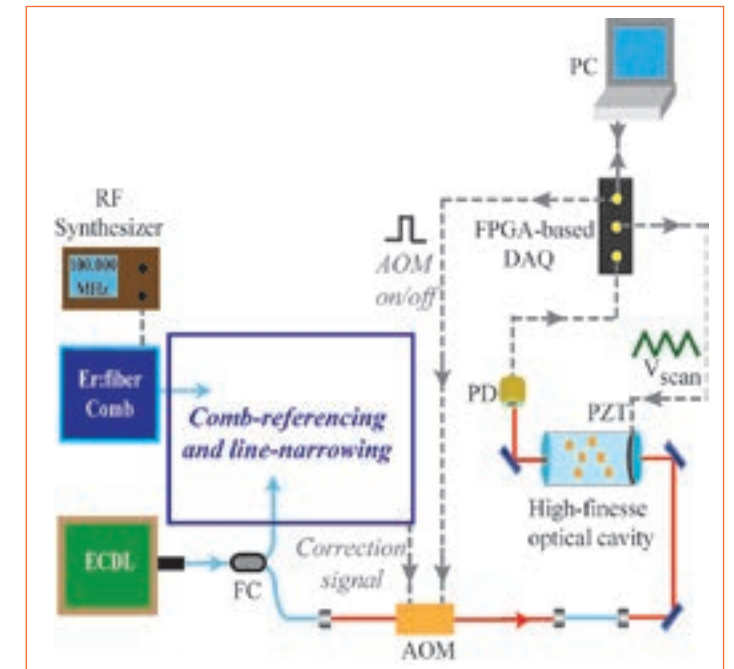 PC
RF
Synthesizer
100.000
MHz
FPGA-based
DAQ
AOM
on/off
Er:fiber
Comb
Comb-referencing
and line-narrowing
V scan
PD
PZT
High-finesse
optical cavity
ECDL
FC
Correction
signal
AOM